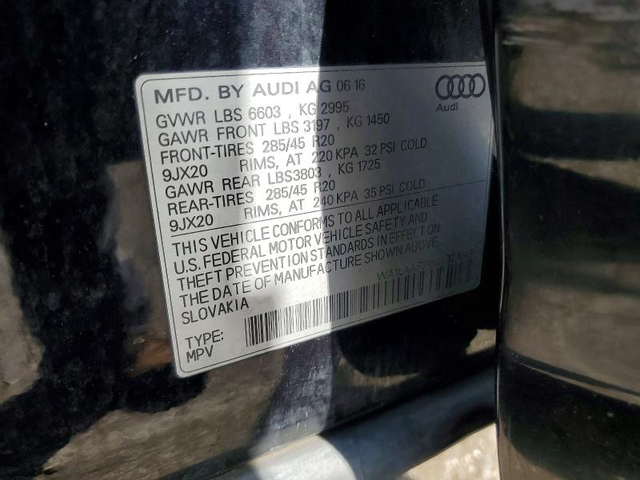 MFD. BY AUDI AG 06 16
Audi
GVWR LBS 6603 , KG 2995
GAWR FRONT LBS 3197 , KG 1450
FRONT-TIRES 285/45 R20
9JX20 RIMS, AT 220 KPA 32 PSI COLD
GAWR REAR LBS3803 , KG 1725
REAR-TIRES 285/45 R20
9JX20 RIMS, AT 240 KPA 35 PSI COLD
THIS VEHICLE CONFORMS TO ALL APPLICABLE
U.S. FEDERAL MOTOR VEHICLE SAFETY AND
THEFT PREVENTION STANDARDS IN EFFECT ON
THE DATE OF MANUFACTURE SHOWN ABOVE
SLOVAKIA
TYPE:
MPV